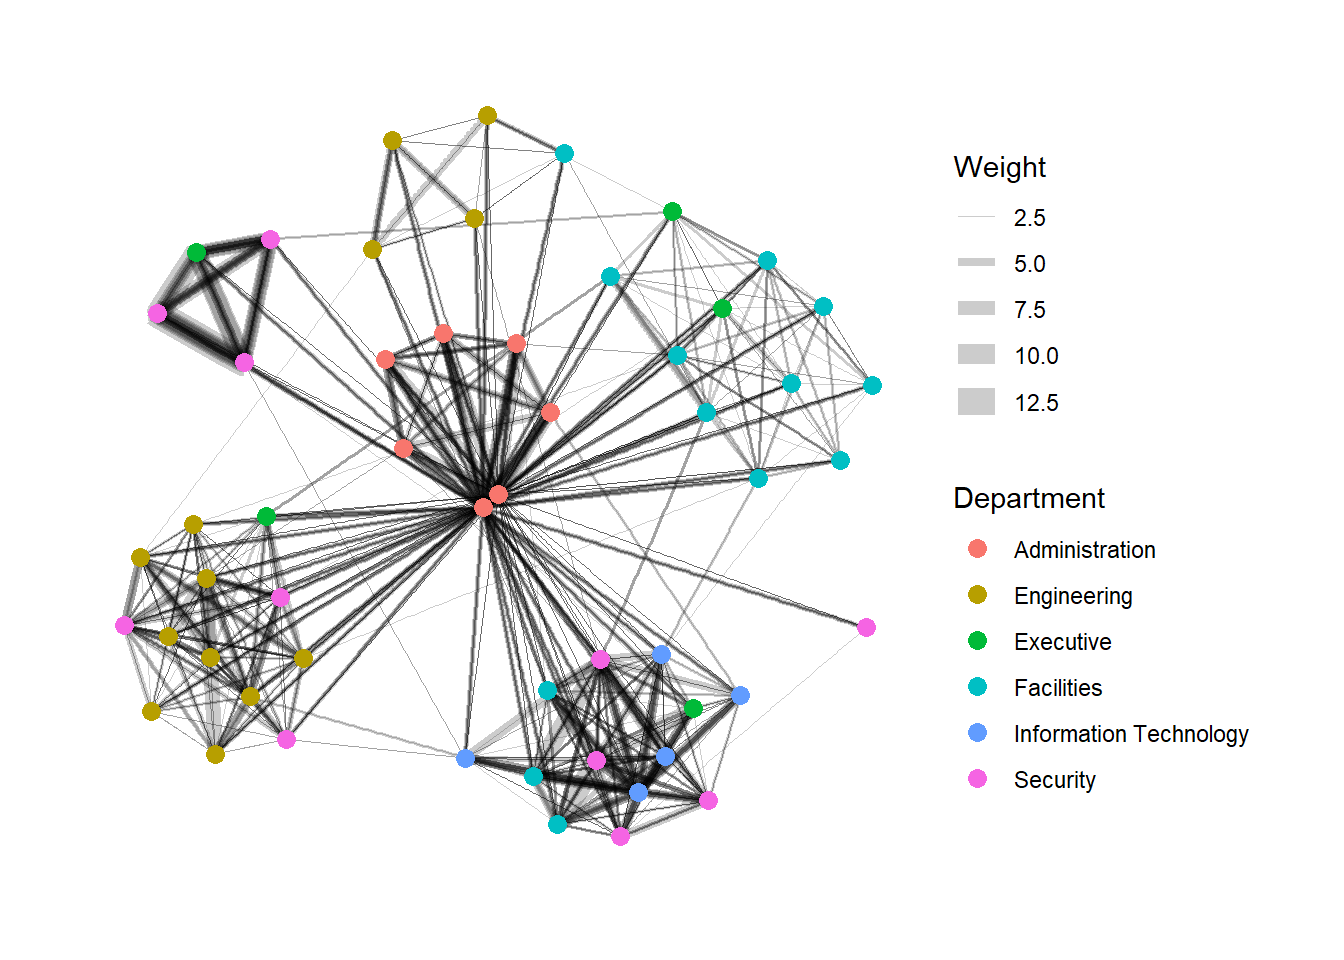 Weight
2.5
5.0
7.5
10.0
12.5
Department
Administration
Engineering
Executive
Facilities
Information Technology
Security